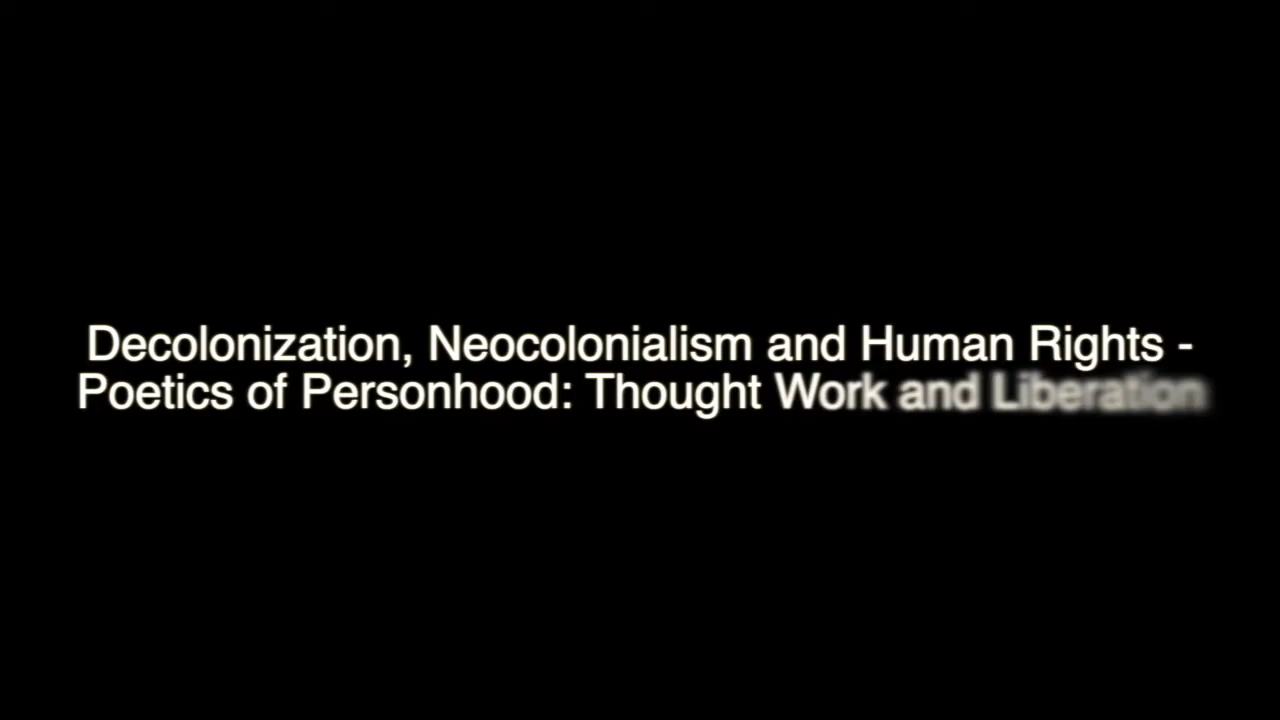 Decolonization, Neocolonialism and Human Rights -
Poetics of Personhood: Thought Work and Liberation